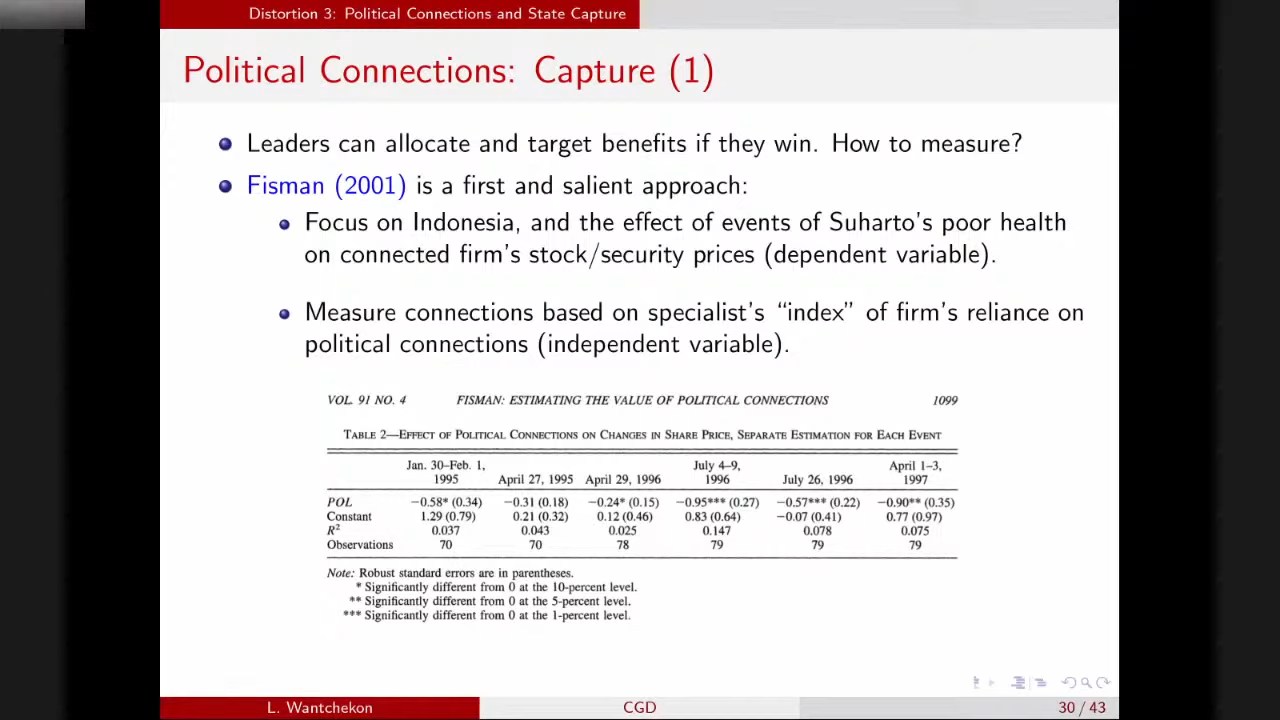 Distortion 3: Political Connections and State Capture
Political Connections: Capture (1)
Leaders can allocate and target benefits if they win. How to measure?
Fisman (2001) is a first and salient approach:
Focus on Indonesia, and the effect of events of Suharto's poor health
on connected firm's stock/security prices (dependent variable).
Measure connections based on specialist's “index” of firm's reliance on
political connections (independent variable).
VOL. 91 NO. 4 FISMAN: ESTIMATING THE VALUE OF POLITICAL CONNECTIONS 1099
TABLE 2—EFFECT OF POLITICAL CONNECTIONS ON CHANGES IN SHARE PRICE, SEPARATE ESTIMATION FOR EACH EVENT
Jan. 30–Feb. 1, July 4–9, April 1–3,
1995 April 27, 1995 April 29, 1996 1996 July 26, 1996 1997
POL −0.58* (0.34) −0.31 (0.18) −0.24* (0.15) −0.95*** (0.27) −0.57*** (0.22) −0.90** (0.35)
Constant 1.29 (0.79) 0.21 (0.32) 0.12 (0.46) 0.83 (0.64) −0.07 (0.41) 0.77 (0.97)
R² 0.037 0.043 0.025 0.147 0.078 0.075
Observations 70 70 78 79 79 79
Note: Robust standard errors are in parentheses.
* Significantly different from 0 at the 10-percent level.
** Significantly different from 0 at the 5-percent level.
*** Significantly different from 0 at the 1-percent level.
L. Wantchekon CGD 30 / 43